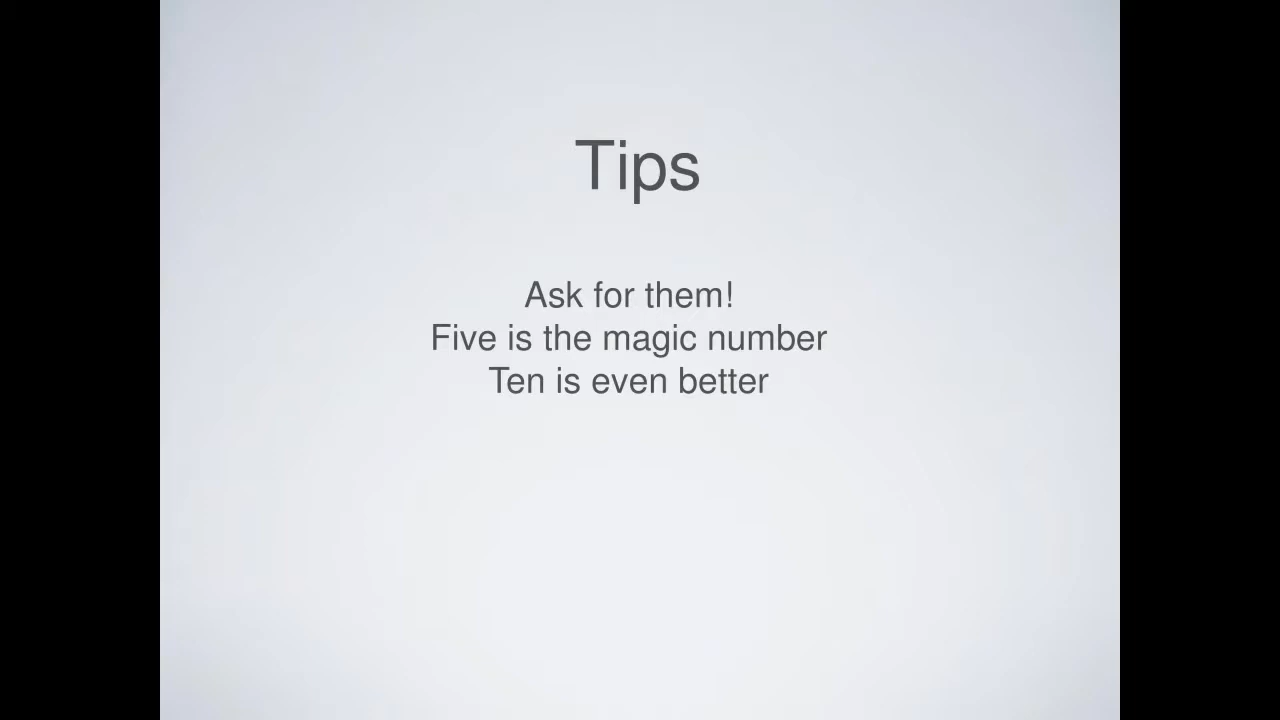 Tips
Ask for them!
Five is the magic number
Ten is even better